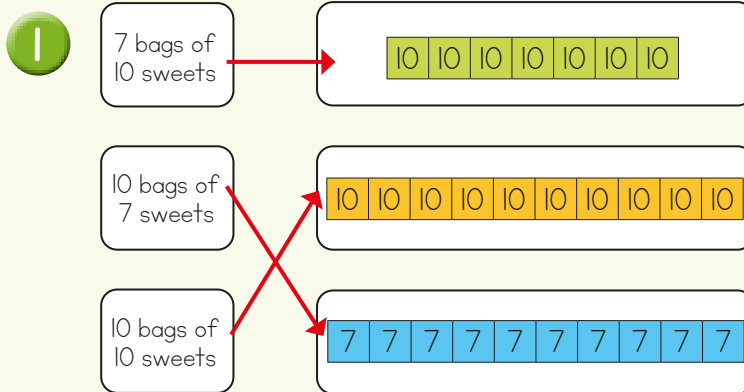 1
7 bags of
10 sweets
10 10 10 10 10 10 10
10 bags of
7 sweets
10 10 10 10 10 10 10 10 10 10
10 bags of
10 sweets
7 7 7 7 7 7 7 7 7 7